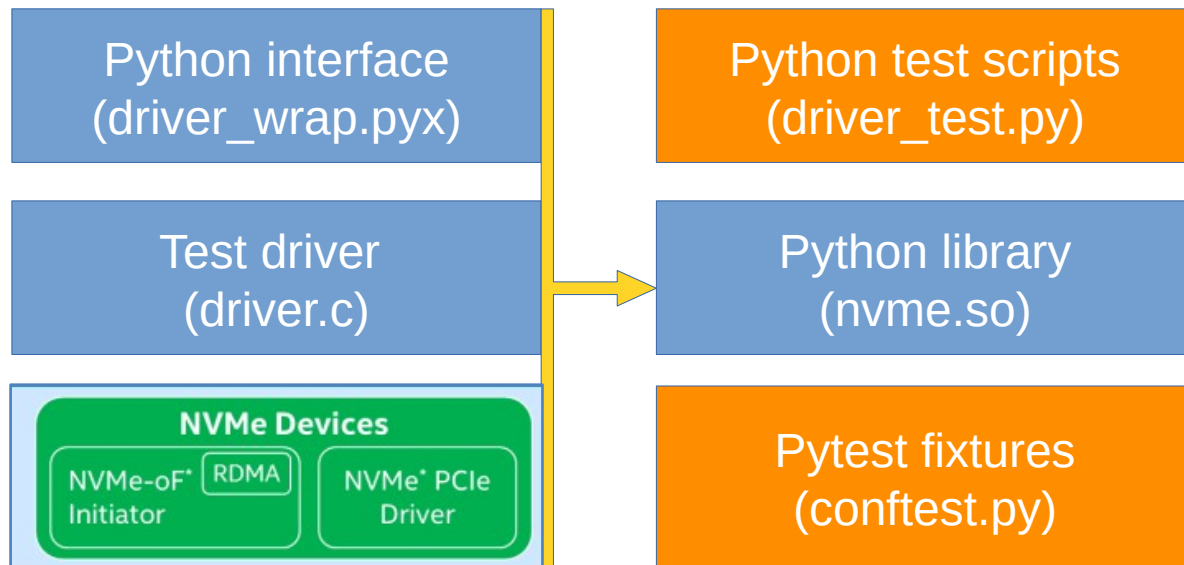 Python interface
(driver_wrap.pyx)
Python test scripts
(driver_test.py)
Test driver
(driver.c)
Python library
(nvme.so)
NVMe Devices
NVMe-oF* RDMA
Initiator
NVMe* PCIe
Driver
Pytest fixtures
(conftest.py)